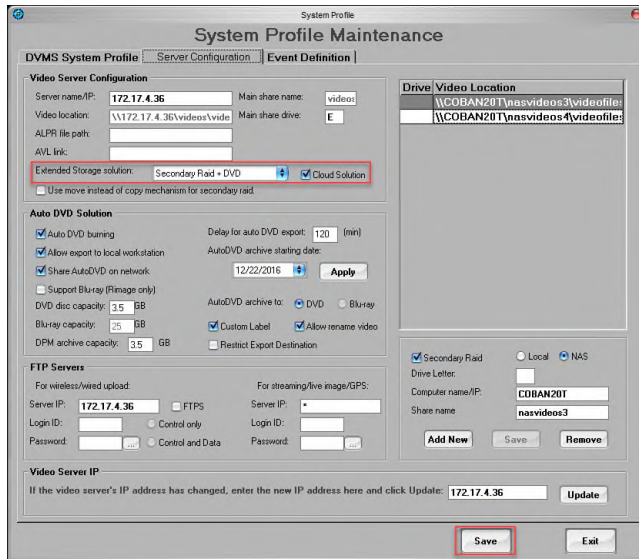 System Profile
System Profile Maintenance
DVMS System Profile Server Configuration Event Definition
Video Server Configuration
Server name/IP: 172.17.4.36 Main share name: videos
Video location: \\172.17.4.36\videos\vide Main share drive: E
ALPR file path:
AVL link:
Extended Storage solution: Secondary Raid + DVD Cloud Solution
Use move instead of copy mechanism for secondary raid.
Auto DVD Solution
Auto DVD burning Delay for auto DVD export: 120 (min)
Allow export to local workstation AutoDVD archive starting date:
Share AutoDVD on network 12/22/2016 Apply
Support Blu-ray (Rimage only)
DVD disc capacity: 3.5 GB AutoDVD archive to: DVD Blu-ray
Blu-ray capacity: 25 GB Custom Label Allow rename video
DPM archive capacity: 3.5 GB Restrict Export Destination
FTP Servers
For wireless/wired upload: For streaming/live image/GPS:
Server IP: 172.17.4.36 FTPS Server IP: *
Login ID: Control only Login ID:
Password: ... Control and Data Password: ...
Drive Video Location
\\COBAN20T\nasvideos3\videofiles
\\COBAN20T\nasvideos4\videofiles
Secondary Raid Local NAS
Drive Letter:
Computer name/IP: COBAN20T
Share name nasvideos3
Add New Save Remove
Video Server IP
If the video server's IP address has changed, enter the new IP address here and click Update: 172.17.4.36 Update
Save Exit